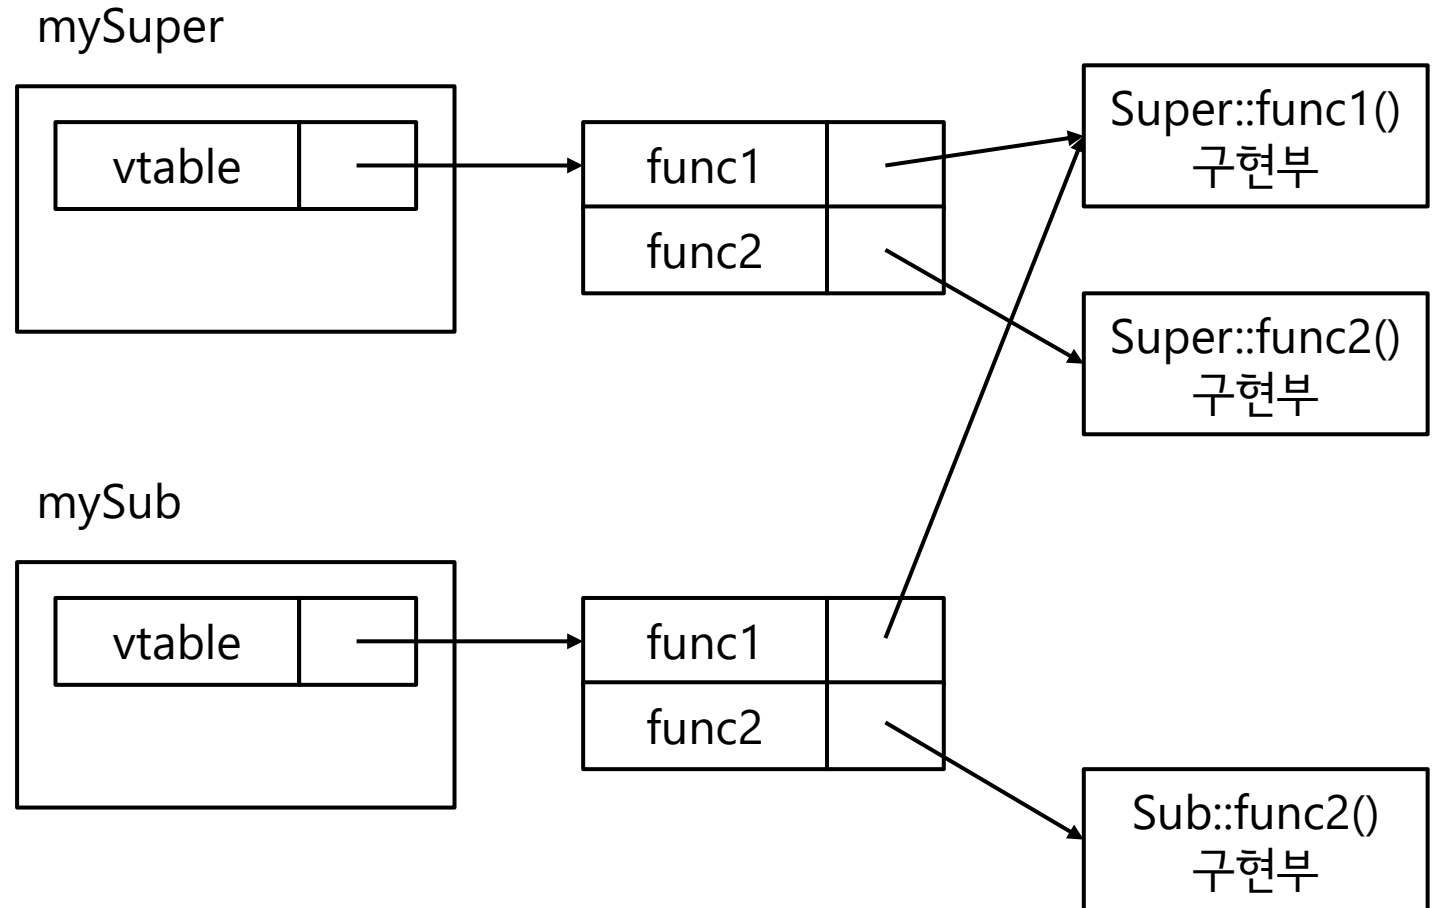 mySuper
vtable
func1
func2
Super::func1()
구현부
Super::func2()
구현부
mySub
vtable
func1
func2
Sub::func2()
구현부